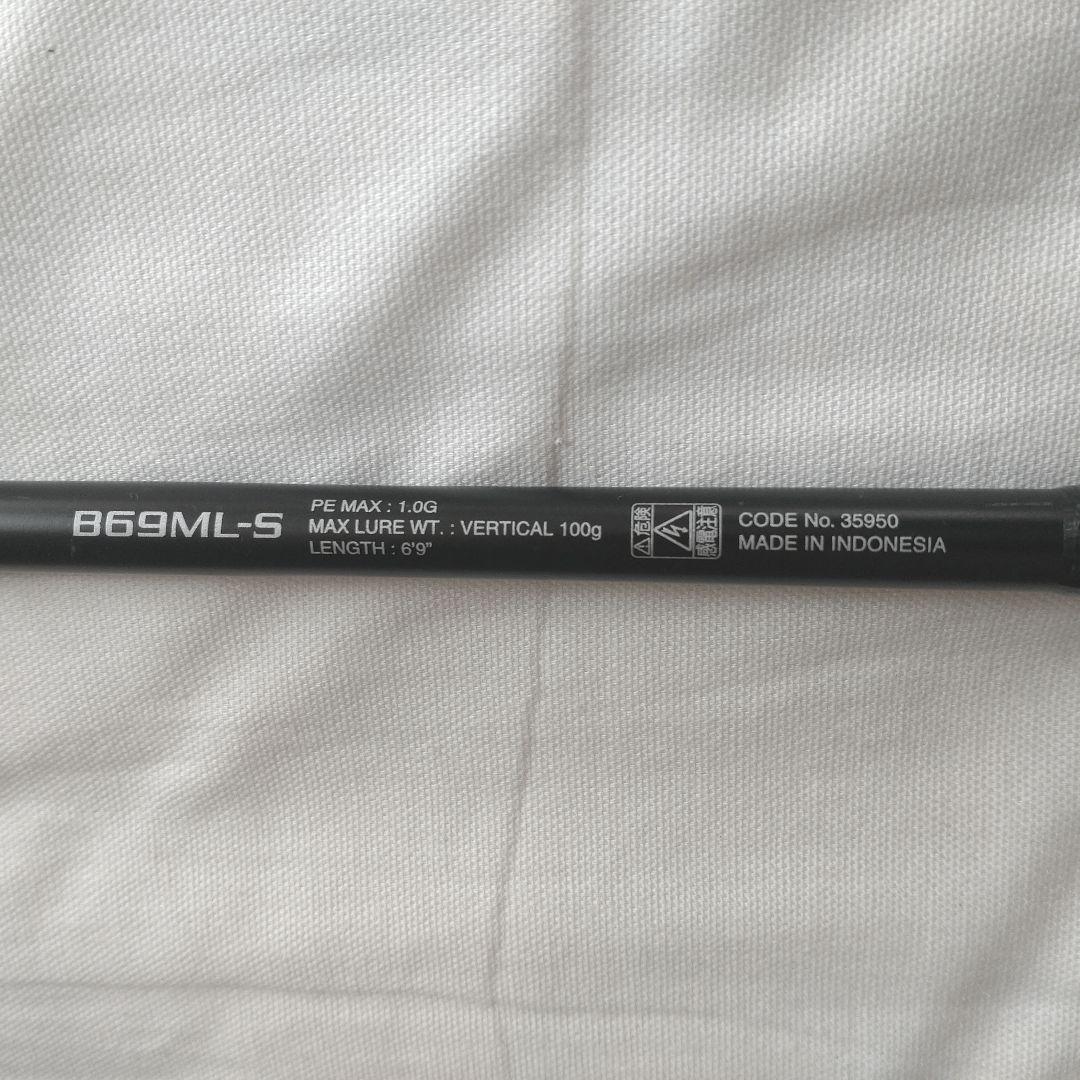 B69ML-S
PE MAX : 1.0G
MAX LURE WT. : VERTICAL 100g
LENGTH : 6'9"
危険
感電注意
CODE No. 35950
MADE IN INDONESIA